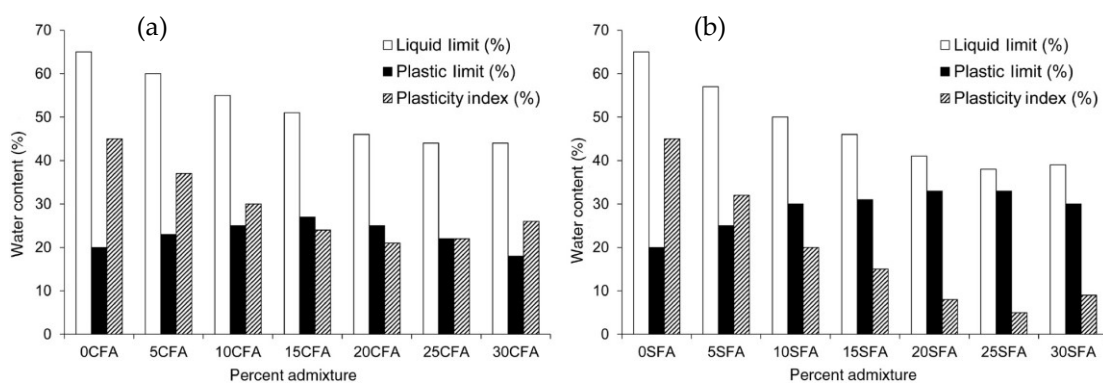 (a)
Liquid limit (%)
Plastic limit (%)
Plasticity index (%)
Water content (%)
70
60
50
40
30
20
10
0
0CFA 5CFA 10CFA 15CFA 20CFA 25CFA 30CFA
Percent admixture
(b)
Liquid limit (%)
Plastic limit (%)
Plasticity index (%)
Water content (%)
70
60
50
40
30
20
10
0
0SFA 5SFA 10SFA 15SFA 20SFA 25SFA 30SFA
Percent admixture